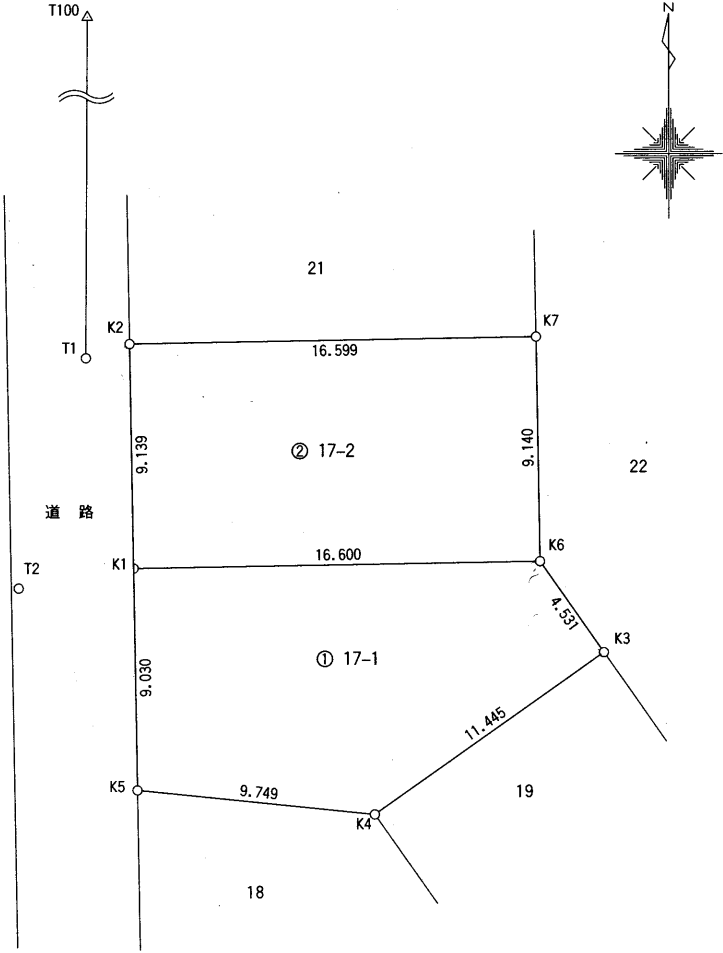 T100
N
21
K2
K7
T1
16.599
9.139
② 17-2
9.140
22
道 路
T2
K1
16.600
K6
4.531
K3
① 17-1
9.030
11.445
K5
9.749
19
K4
18